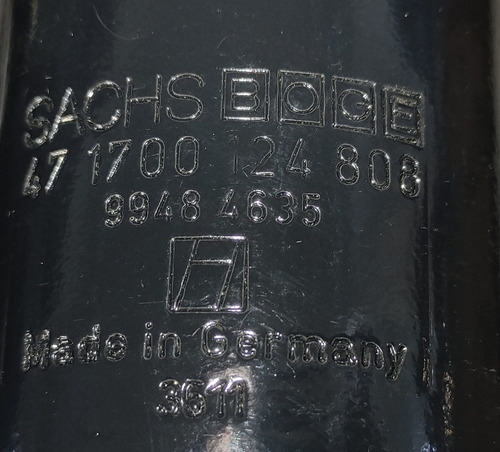 SACHS BOGE
47 1700 124 808
9948 4635
H
Made in Germany
3611